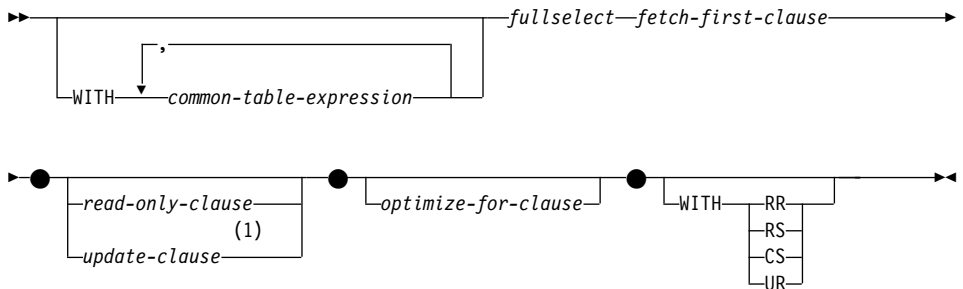 fullselect fetch-first-clause
,
WITH common-table-expression
read-only-clause optimize-for-clause WITH RR
(1) RS
update-clause CS
UR